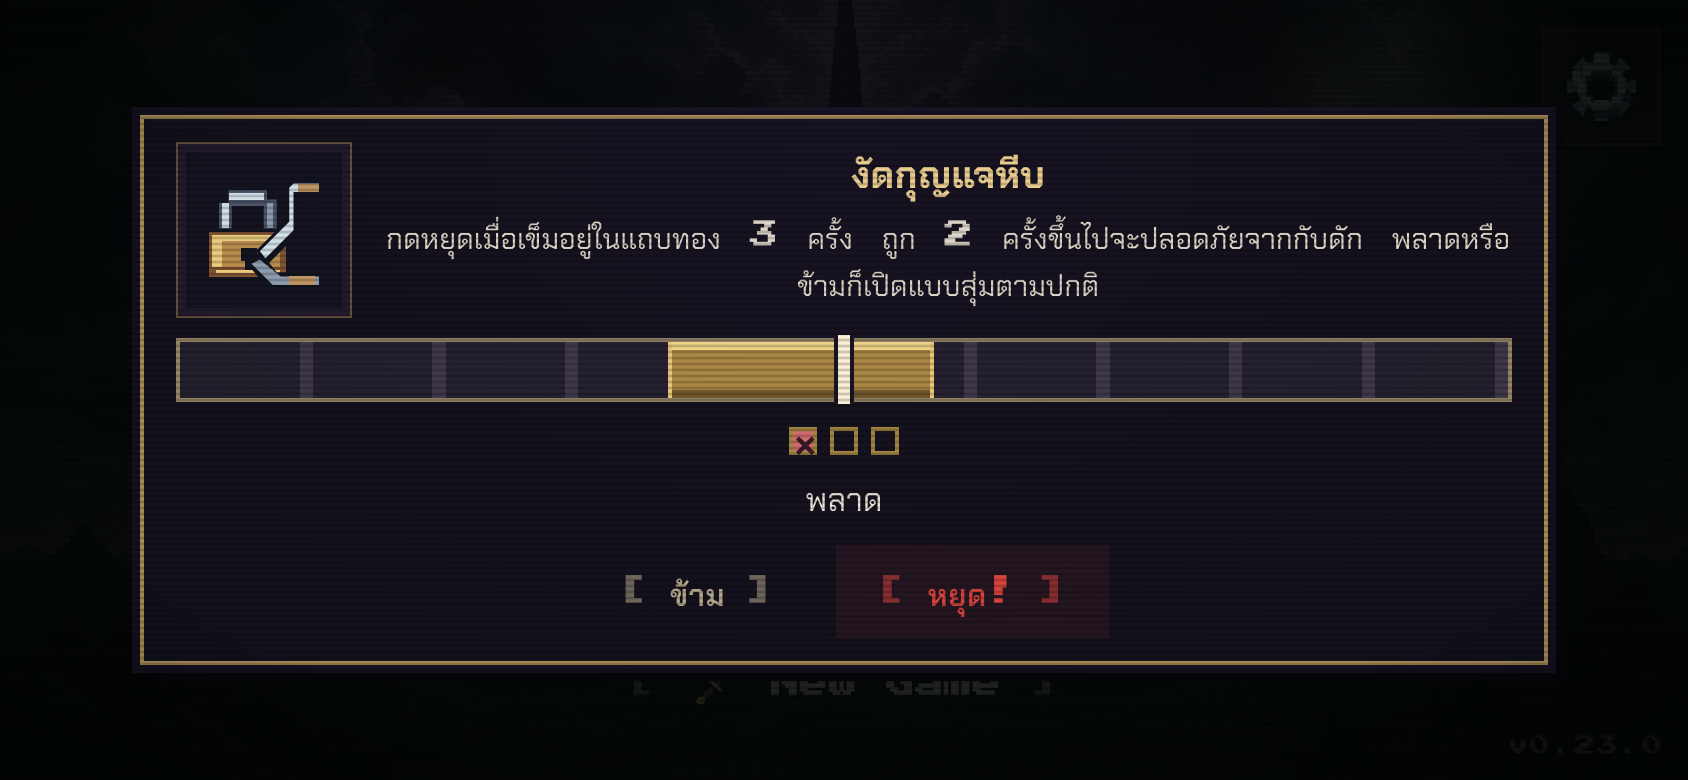 งัดกุญแจหีบ
กดหยุดเมื่อเข็มอยู่ในแถบทอง 3 ครั้ง ถูก 2 ครั้งขึ้นไปจะปลอดภัยจากกับดัก พลาดหรือ
ข้ามก็เปิดแบบสุ่มตามปกติ
พลาด
[ ข้าม ] [ หยุด! ]
[ New Game ]
v0.23.0